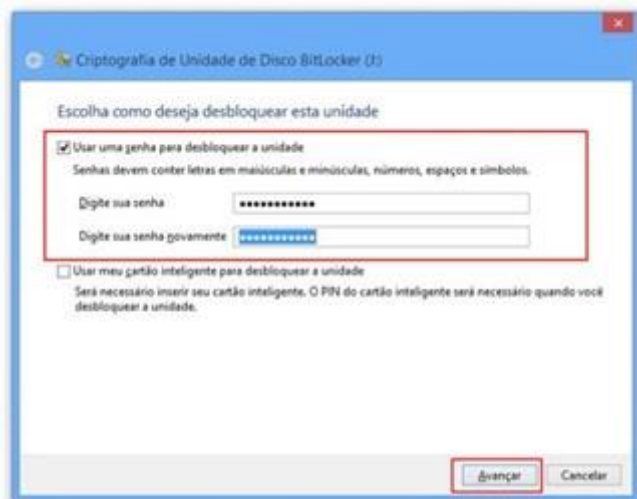 Criptografia de Unidade de Disco BitLocker (J:)
Escolha como deseja desbloquear esta unidade
Usar uma senha para desbloquear a unidade
Senhas devem conter letras em maiúsculas e minúsculas, números, espaços e símbolos.
Digite sua senha
Digite sua senha novamente
Usar meu cartão inteligente para desbloquear a unidade
Será necessário inserir seu cartão inteligente. O PIN do cartão inteligente será necessário quando você
desbloquear a unidade.
Avançar Cancelar